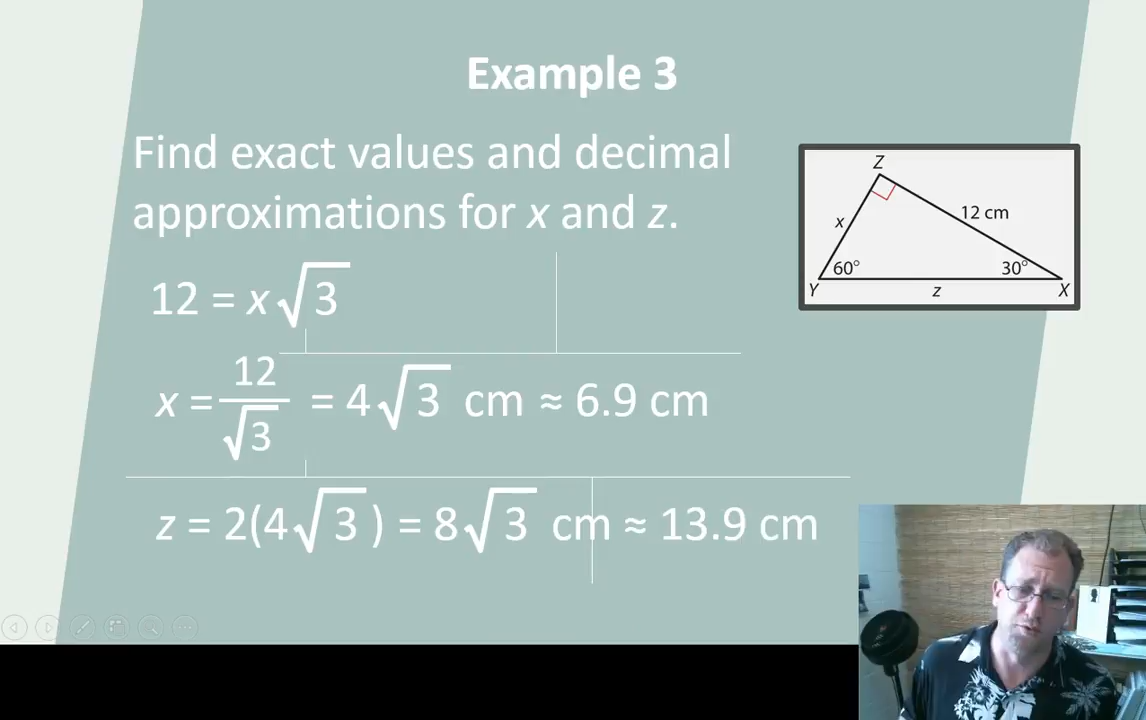 Example 3
Find exact values and decimal
approximations for x and z.
12 = x√3
x = 12/√3 = 4√3 cm ≈ 6.9 cm
z = 2(4√3) = 8√3 cm ≈ 13.9 cm
Z
x
12 cm
60°
30°
Y
z
X